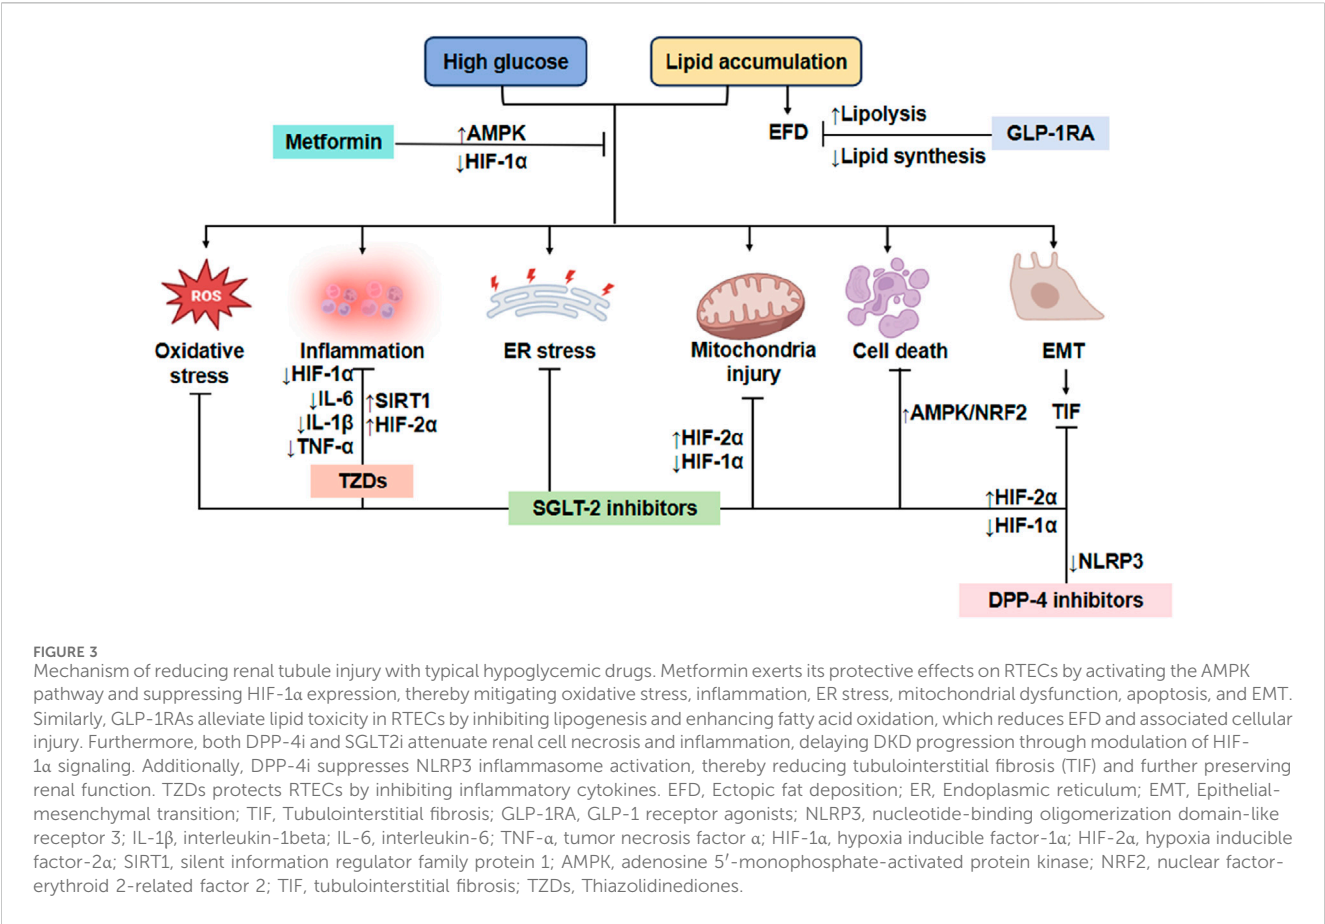 High glucose
Lipid accumulation
Metformin
↑AMPK
↓HIF-1α
EFD
↑Lipolysis
↓Lipid synthesis
GLP-1RA
ROS
Oxidative
stress
Inflammation
ER stress
Mitochondria
injury
Cell death
EMT
↓HIF-1α
↓IL-6
↓IL-1β
↓TNF-α
↑SIRT1
↑HIF-2α
TZDs
SGLT-2 inhibitors
↑HIF-2α
↓HIF-1α
↑AMPK/NRF2
TIF
↑HIF-2α
↓HIF-1α
↓NLRP3
DPP-4 inhibitors
FIGURE 3
Mechanism of reducing renal tubule injury with typical hypoglycemic drugs. Metformin exerts its protective effects on RTECs by activating the AMPK
pathway and suppressing HIF-1α expression, thereby mitigating oxidative stress, inflammation, ER stress, mitochondrial dysfunction, apoptosis, and EMT.
Similarly, GLP-1RAs alleviate lipid toxicity in RTECs by inhibiting lipogenesis and enhancing fatty acid oxidation, which reduces EFD and associated cellular
injury. Furthermore, both DPP-4i and SGLT2i attenuate renal cell necrosis and inflammation, delaying DKD progression through modulation of HIF-
1α signaling. Additionally, DPP-4i suppresses NLRP3 inflammasome activation, thereby reducing tubulointerstitial fibrosis (TIF) and further preserving
renal function. TZDs protects RTECs by inhibiting inflammatory cytokines. EFD, Ectopic fat deposition; ER, Endoplasmic reticulum; EMT, Epithelial-
mesenchymal transition; TIF, Tubulointerstitial fibrosis; GLP-1RA, GLP-1 receptor agonists; NLRP3, nucleotide-binding oligomerization domain-like
receptor 3; IL-1β, interleukin-1beta; IL-6, interleukin-6; TNF-α, tumor necrosis factor α; HIF-1α, hypoxia inducible factor-1α; HIF-2α, hypoxia inducible
factor-2α; SIRT1, silent information regulator family protein 1; AMPK, adenosine 5′-monophosphate-activated protein kinase; NRF2, nuclear factor-
erythroid 2-related factor 2; TIF, tubulointerstitial fibrosis; TZDs, Thiazolidinediones.